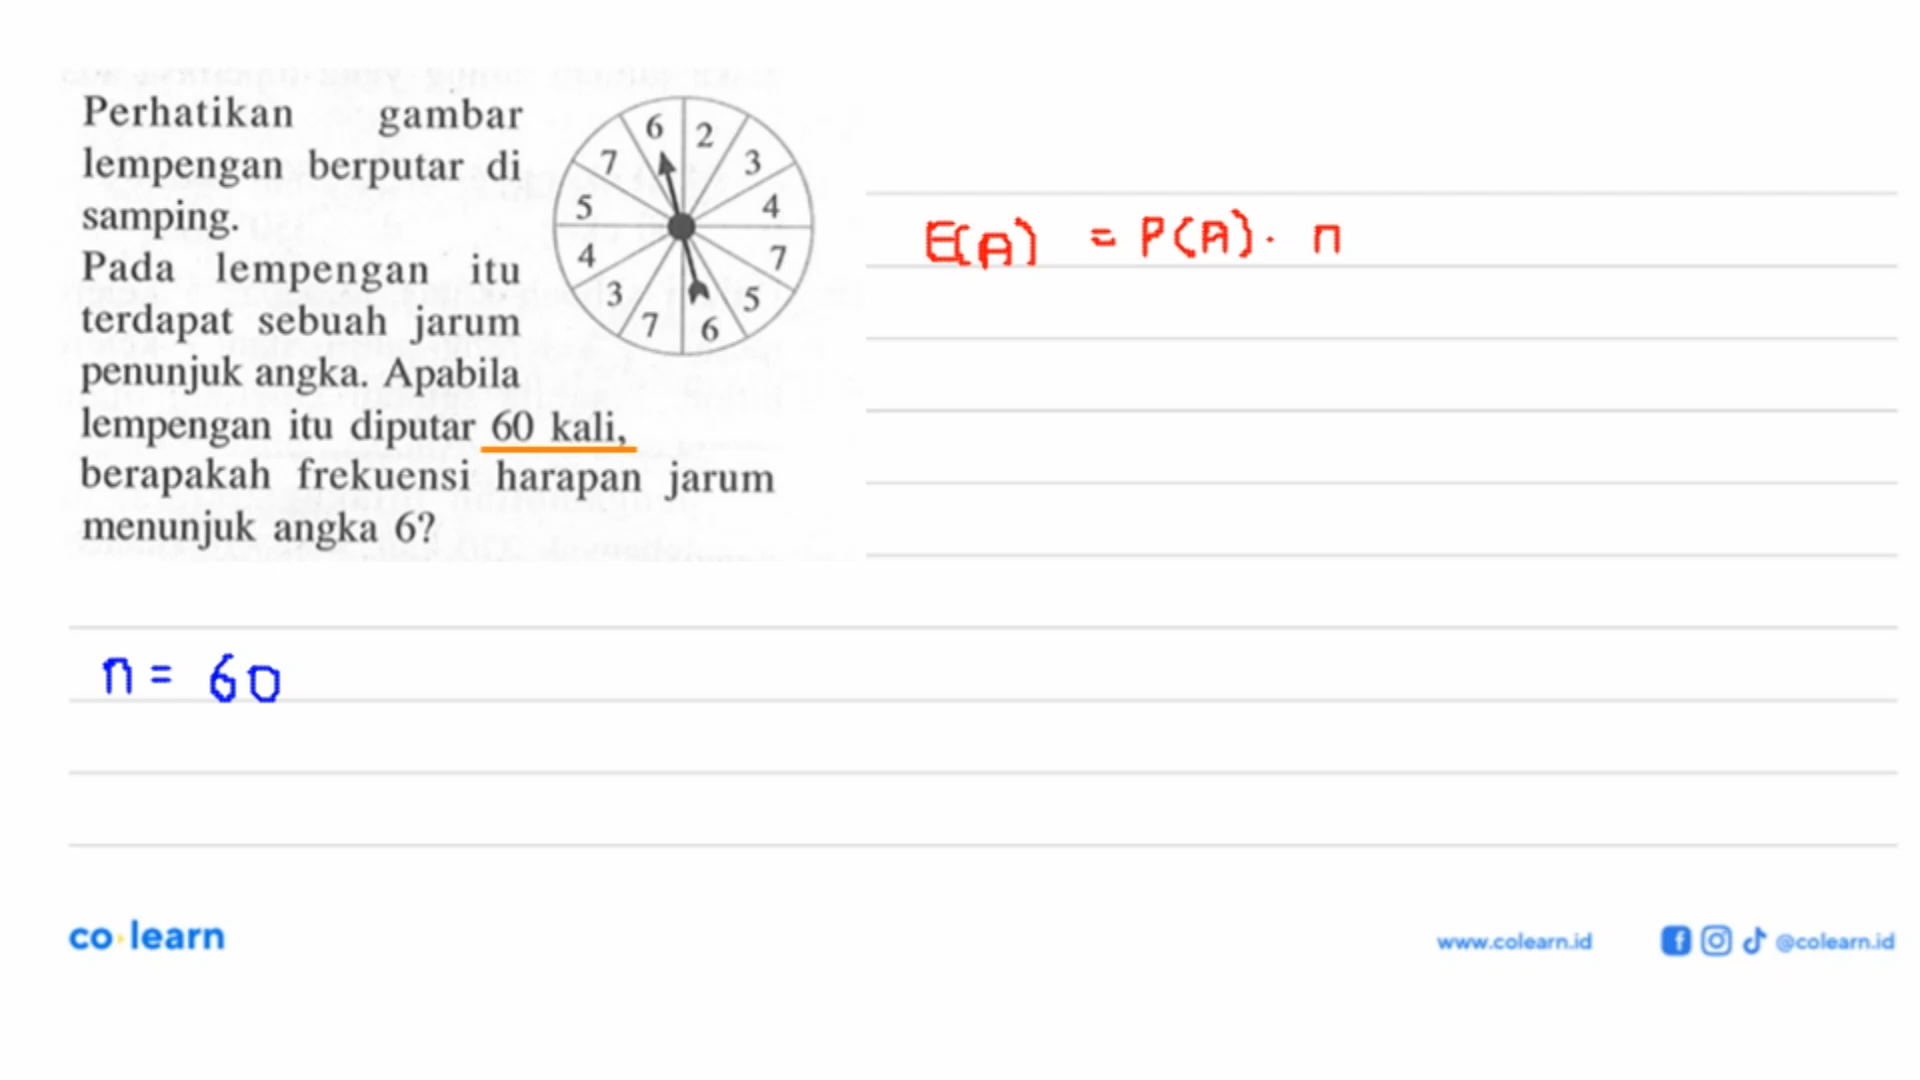 Perhatikan gambar
lempengan berputar di
samping.
Pada lempengan itu
terdapat sebuah jarum
penunjuk angka. Apabila
lempengan itu diputar 60 kali,
berapakah frekuensi harapan jarum
menunjuk angka 6?
6 2
7 3
5 4
4 7
3 5
7 6
E(A) = P(A) · n
n = 60
co learn
www.colearn.id
@colearn.id